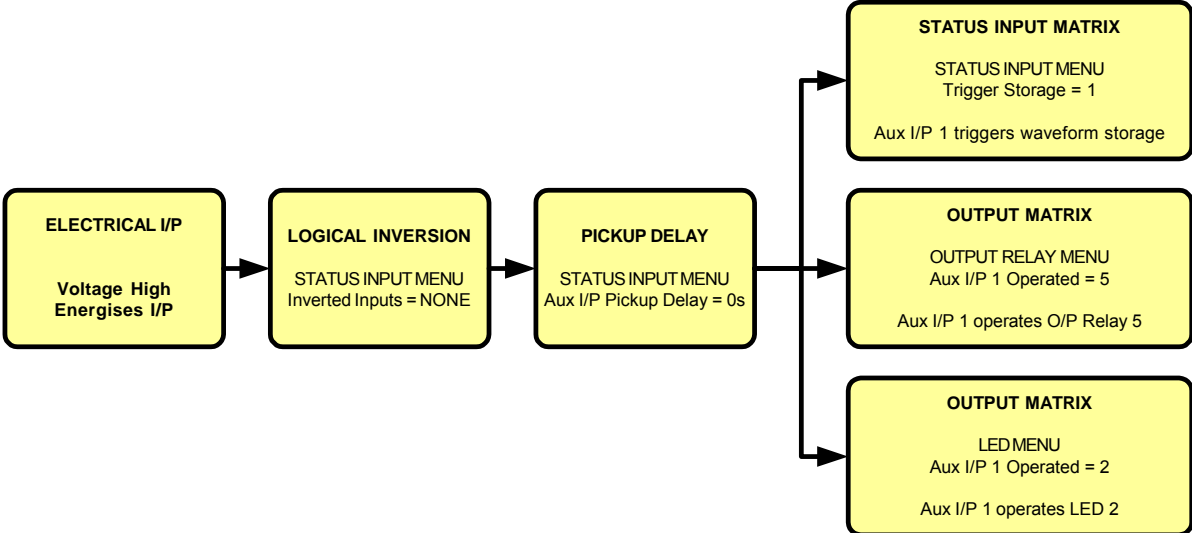 ELECTRICAL I/P
Voltage High
Energises I/P
LOGICAL INVERSION
STATUS INPUT MENU
Inverted Inputs = NONE
PICKUP DELAY
STATUS INPUT MENU
Aux I/P Pickup Delay = 0s
STATUS INPUT MATRIX
STATUS INPUT MENU
Trigger Storage = 1
Aux I/P 1 triggers waveform storage
OUTPUT MATRIX
OUTPUT RELAY MENU
Aux I/P 1 Operated = 5
Aux I/P 1 operates O/P Relay 5
OUTPUT MATRIX
LED MENU
Aux I/P 1 Operated = 2
Aux I/P 1 operates LED 2